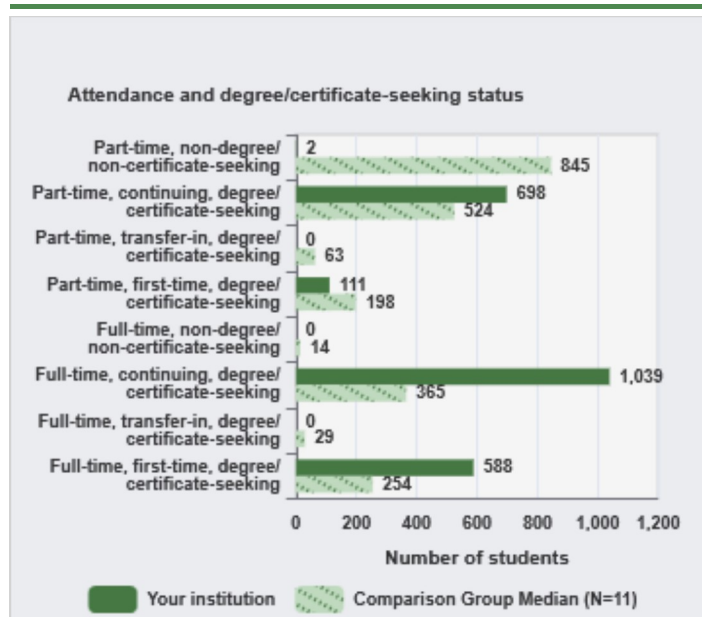 Attendance and degree/certificate-seeking status
Part-time, non-degree/
non-certificate-seeking
2
845
Part-time, continuing, degree/
certificate-seeking
698
524
Part-time, transfer-in, degree/
certificate-seeking
0
63
Part-time, first-time, degree/
certificate-seeking
111
198
Full-time, non-degree/
non-certificate-seeking
0
14
Full-time, continuing, degree/
certificate-seeking
1,039
365
Full-time, transfer-in, degree/
certificate-seeking
0
29
Full-time, first-time, degree/
certificate-seeking
588
254
0 200 400 600 800 1,000 1,200
Number of students
Your institution Comparison Group Median (N=11)